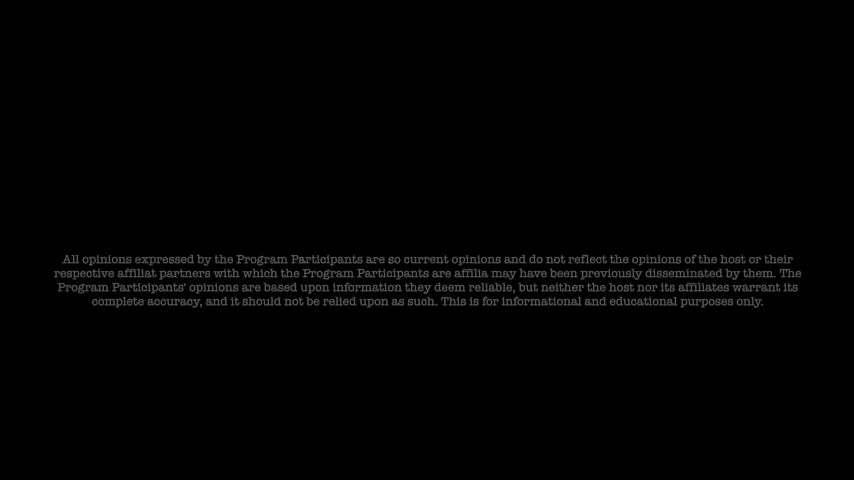 All opinions expressed by the Program Participants are so current opinions and do not reflect the opinions of the host or their
respective affiliat partners with which the Program Participants are affilia may have been previously disseminated by them. The
Program Participants' opinions are based upon information they deem reliable, but neither the host nor its affiliates warrant its
complete accuracy, and it should not be relied upon as such. This is for informational and educational purposes only.